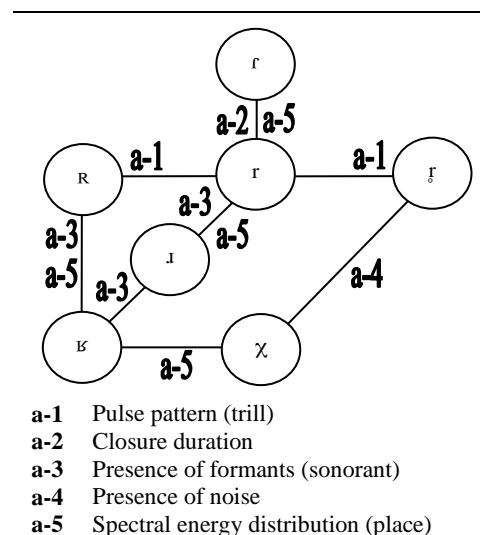 ɾ
a-2 a-5
a-1 a-1
ʀ r r̥
a-3
a-5
ɹ
a-3
a-5
a-3
a-4
ʁ χ
a-5
a-1 Pulse pattern (trill)
a-2 Closure duration
a-3 Presence of formants (sonorant)
a-4 Presence of noise
a-5 Spectral energy distribution (place)